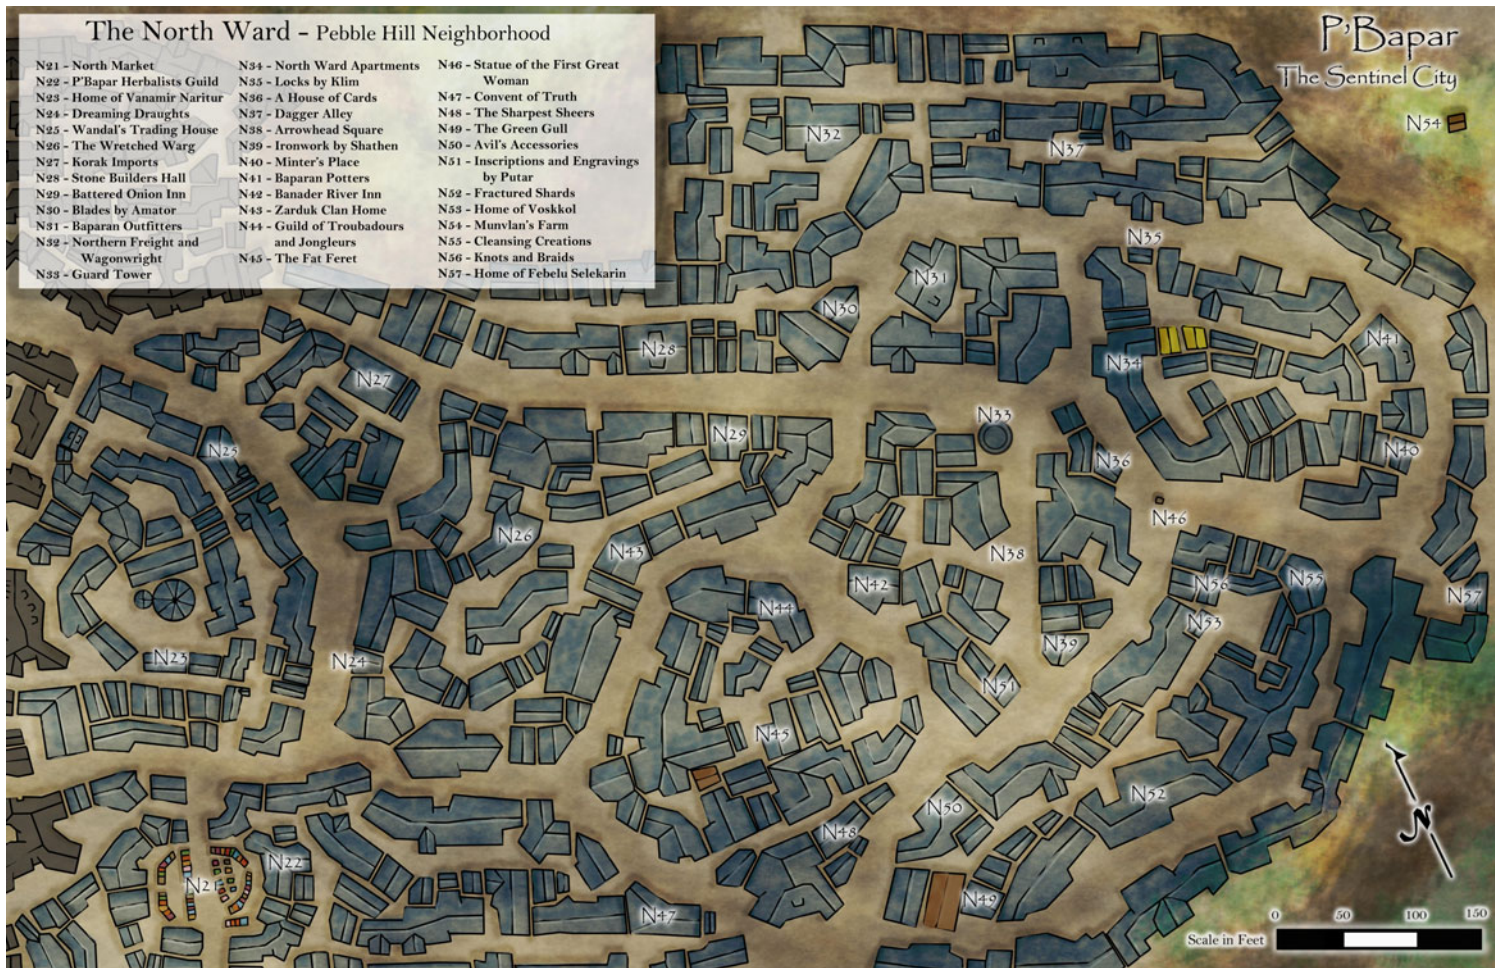 The North Ward – Pebble Hill Neighborhood
N21 - North Market
N22 - P'Bapar Herbalists Guild
N23 - Home of Vanamir Naritur
N24 - Dreaming Draughts
N25 - Wandal's Trading House
N26 - The Wretched Warg
N27 - Korak Imports
N28 - Stone Builders Hall
N29 - Battered Onion Inn
N30 - Blades by Amator
N31 - Baparan Outfitters
N32 - Northern Freight and
Wagonwright
N33 - Guard Tower
N34 - North Ward Apartments
N35 - Locks by Klim
N36 - A House of Cards
N37 - Dagger Alley
N38 - Arrowhead Square
N39 - Ironwork by Shathen
N40 - Minter's Place
N41 - Baparan Potters
N42 - Banader River Inn
N43 - Zarduk Clan Home
N44 - Guild of Troubadours
and Jongleurs
N45 - The Fat Feret
N46 - Statue of the First Great
Woman
N47 - Convent of Truth
N48 - The Sharpest Sheers
N49 - The Green Gull
N50 - Avil's Accessories
N51 - Inscriptions and Engravings
by Putar
N52 - Fractured Shards
N53 - Home of Voskkol
N54 - Munvlan's Farm
N55 - Cleansing Creations
N56 - Knots and Braids
N57 - Home of Febelu Selekarin
P'Bapar
The Sentinel City
N54
N32
N37
N35
N31
N30
N28
N34
N41
N27
N33
N29
N25
N36
N40
N46
N26
N43
N38
N42
N56
N55
N57
N44
N53
N39
N23
N24
N51
N45
N52
N50
N48
N22
N21
N49
N47
N
0 50 100 150
Scale in Feet